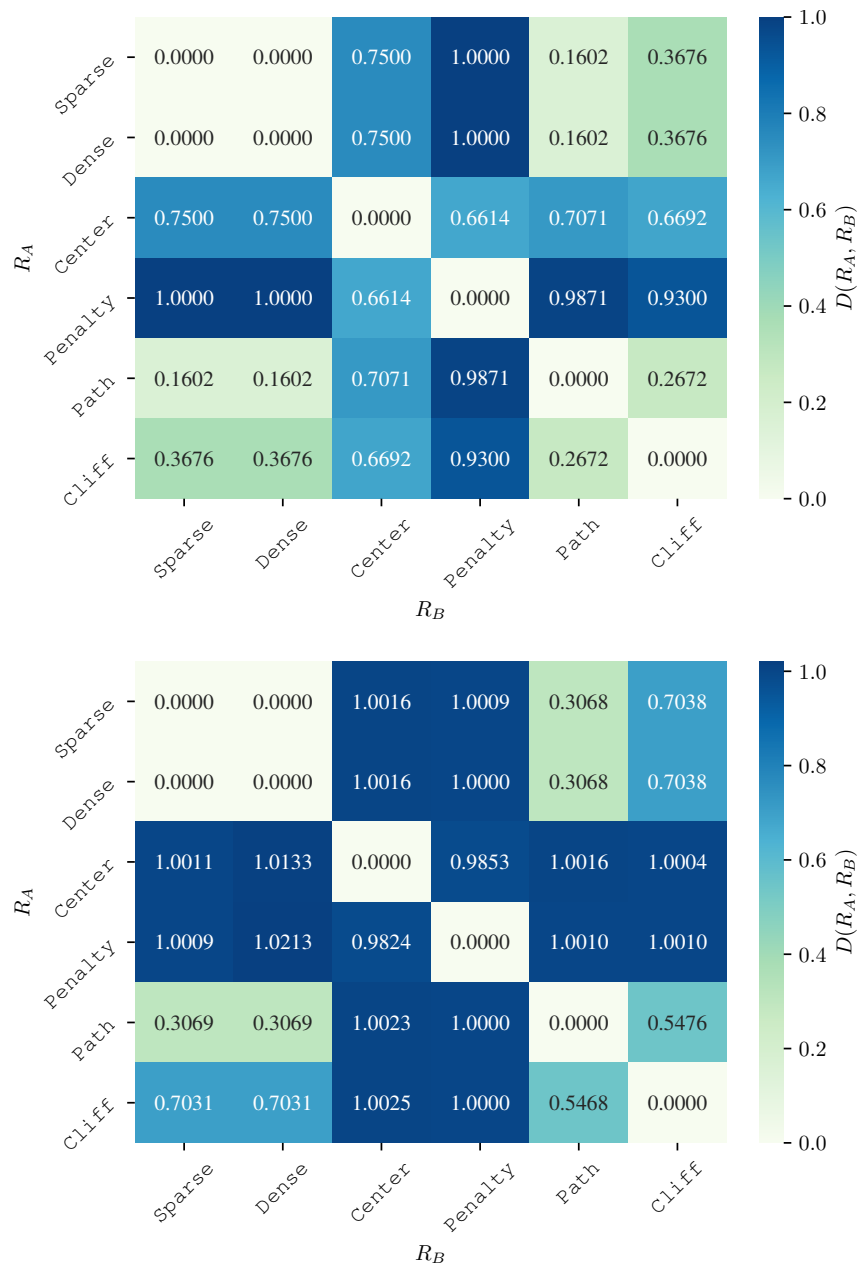 Sparse 0.0000 0.0000 0.7500 1.0000 0.1602 0.3676
Dense 0.0000 0.0000 0.7500 1.0000 0.1602 0.3676
Center 0.7500 0.7500 0.0000 0.6614 0.7071 0.6692
Penalty 1.0000 1.0000 0.6614 0.0000 0.9871 0.9300
Path 0.1602 0.1602 0.7071 0.9871 0.0000 0.2672
Cliff 0.3676 0.3676 0.6692 0.9300 0.2672 0.0000
R_A
Sparse Dense Center Penalty Path Cliff
R_B
1.0
0.8
0.6
0.4
0.2
0.0
D(R_A, R_B)
Sparse 0.0000 0.0000 1.0016 1.0009 0.3068 0.7038
Dense 0.0000 0.0000 1.0016 1.0000 0.3068 0.7038
Center 1.0011 1.0133 0.0000 0.9853 1.0016 1.0004
Penalty 1.0009 1.0213 0.9824 0.0000 1.0010 1.0010
Path 0.3069 0.3069 1.0023 1.0000 0.0000 0.5476
Cliff 0.7031 0.7031 1.0025 1.0000 0.5468 0.0000
R_A
Sparse Dense Center Penalty Path Cliff
R_B
1.0
0.8
0.6
0.4
0.2
0.0
D(R_A, R_B)